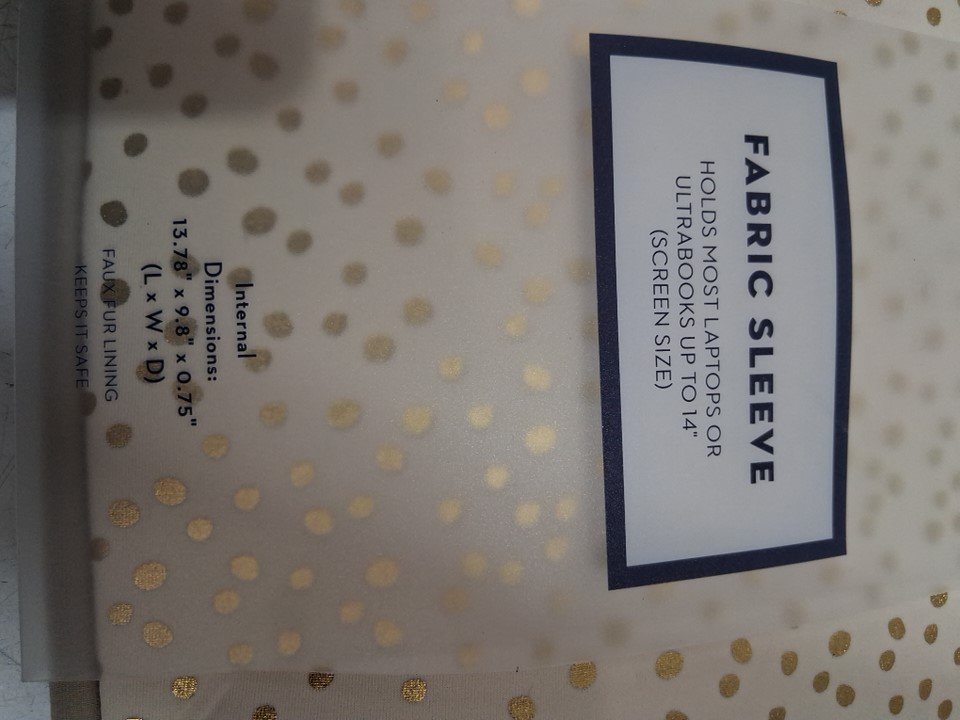 FABRIC SLEEVE
HOLDS MOST LAPTOPS OR
ULTRABOOKS UP TO 14"
(SCREEN SIZE)
Internal
Dimensions:
13.78" x 9.8" x 0.75"
(L x W x D)
FAUX FUR LINING
KEEPS IT SAFE